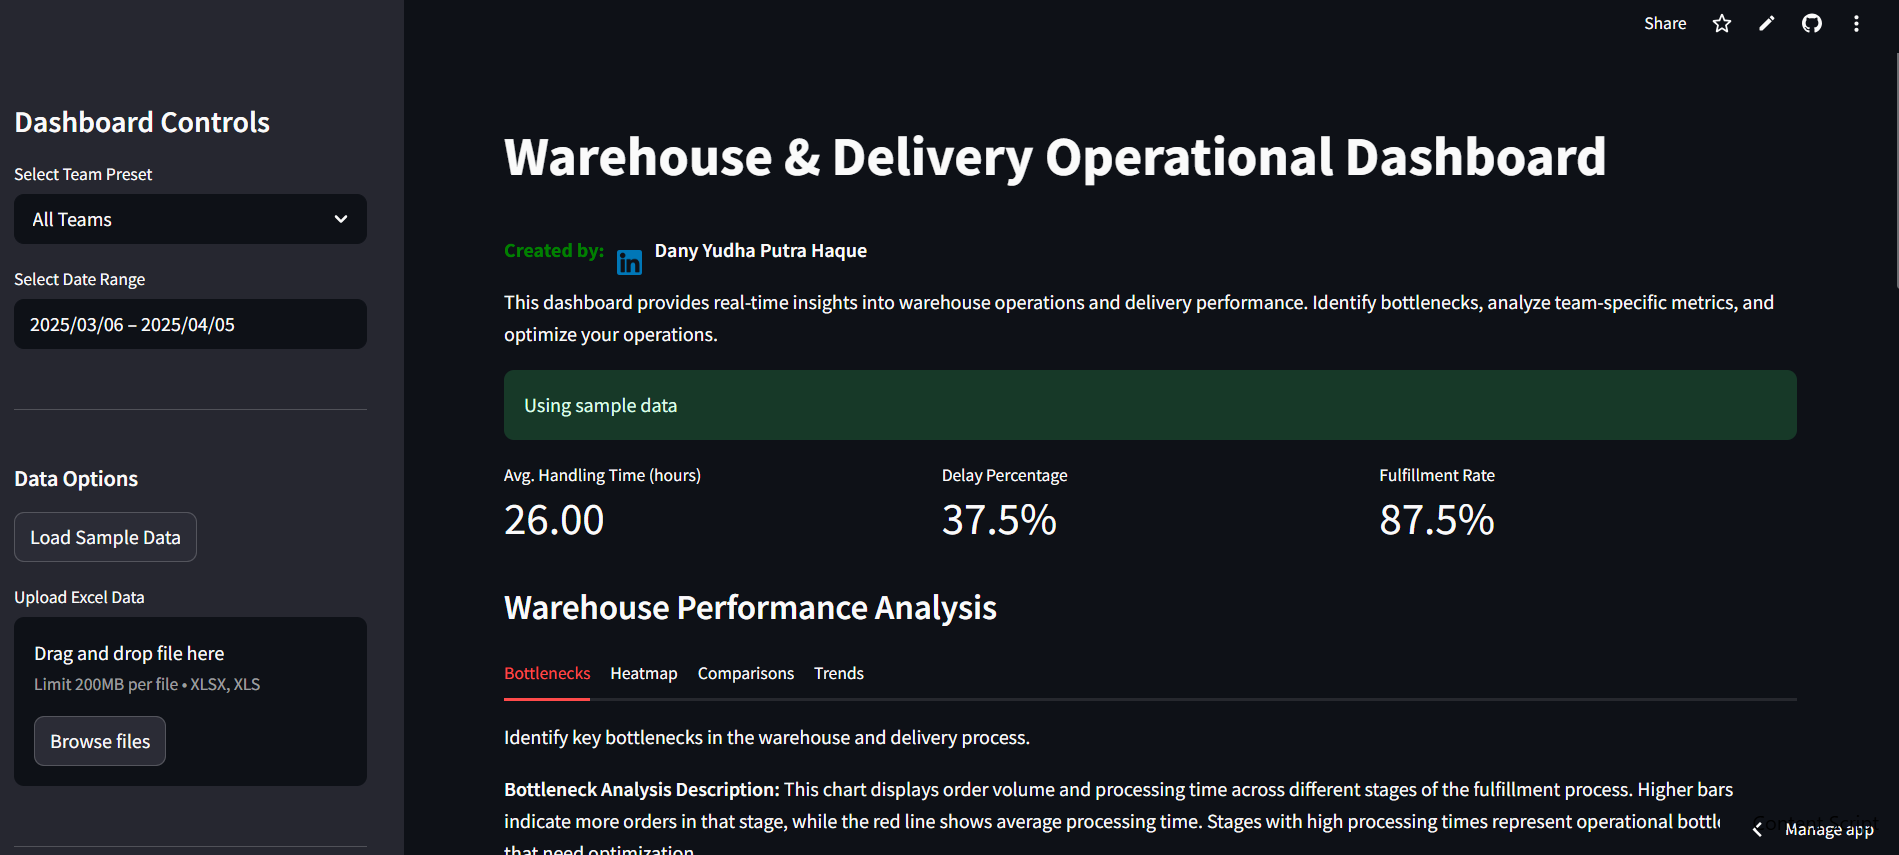 Share
Dashboard Controls
Select Team Preset
All Teams
Select Date Range
2025/03/06 – 2025/04/05
Data Options
Load Sample Data
Upload Excel Data
Drag and drop file here
Limit 200MB per file • XLSX, XLS
Browse files
Warehouse & Delivery Operational Dashboard
Created by: in Dany Yudha Putra Haque
This dashboard provides real-time insights into warehouse operations and delivery performance. Identify bottlenecks, analyze team-specific metrics, and
optimize your operations.
Using sample data
Avg. Handling Time (hours)
26.00
Delay Percentage
37.5%
Fulfillment Rate
87.5%
Warehouse Performance Analysis
Bottlenecks Heatmap Comparisons Trends
Identify key bottlenecks in the warehouse and delivery process.
Bottleneck Analysis Description: This chart displays order volume and processing time across different stages of the fulfillment process. Higher bars
indicate more orders in that stage, while the red line shows average processing time. Stages with high processing times represent operational bottl
that need optimization.
Content Script
Manage app